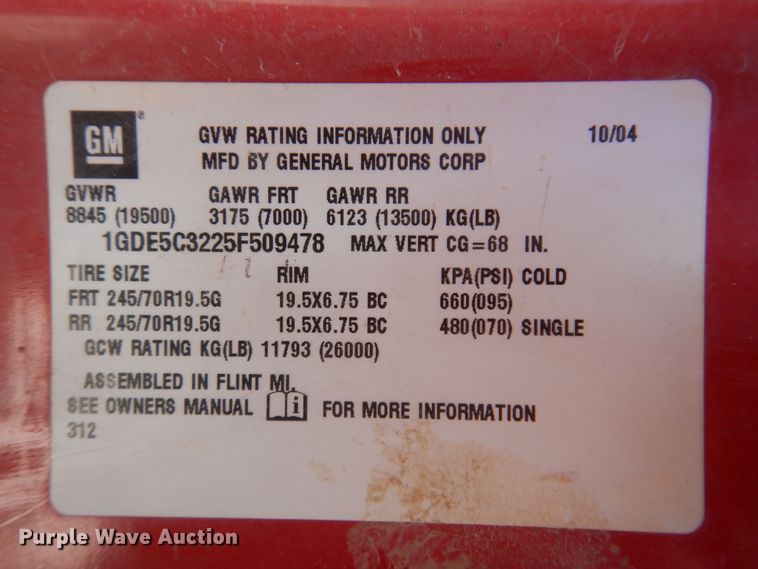 GM®
GVW RATING INFORMATION ONLY 10/04
MFD BY GENERAL MOTORS CORP
GVWR GAWR FRT GAWR RR
8845 (19500) 3175 (7000) 6123 (13500) KG(LB)
1GDE5C3225F509478 MAX VERT CG=68 IN.
TIRE SIZE RIM KPA(PSI) COLD
FRT 245/70R19.5G 19.5X6.75 BC 660(095)
RR 245/70R19.5G 19.5X6.75 BC 480(070) SINGLE
GCW RATING KG(LB) 11793 (26000)
ASSEMBLED IN FLINT MI.
SEE OWNERS MANUAL i FOR MORE INFORMATION
312
Purple Wave Auction